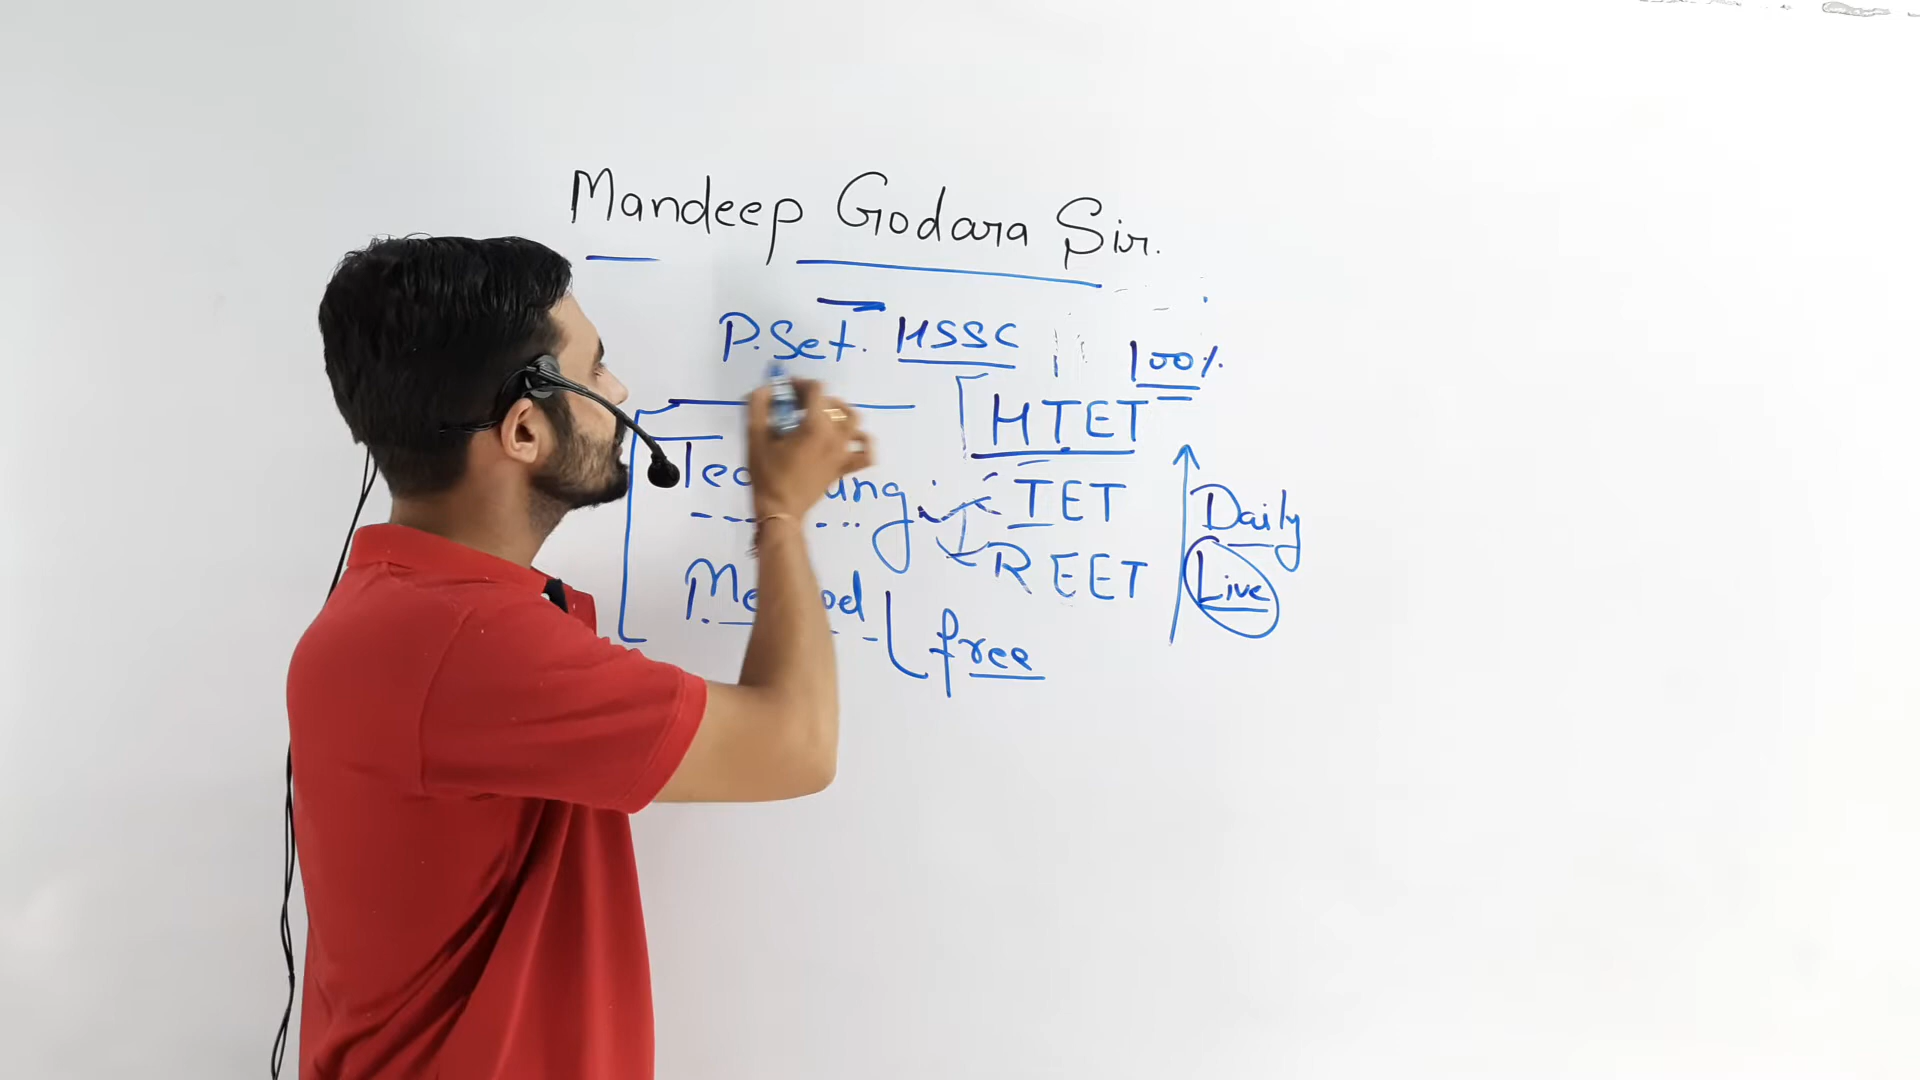 Mandeep Godara Sir.
P.Set. HSSC
100%
HTET
TET
REET
Daily
Live
free